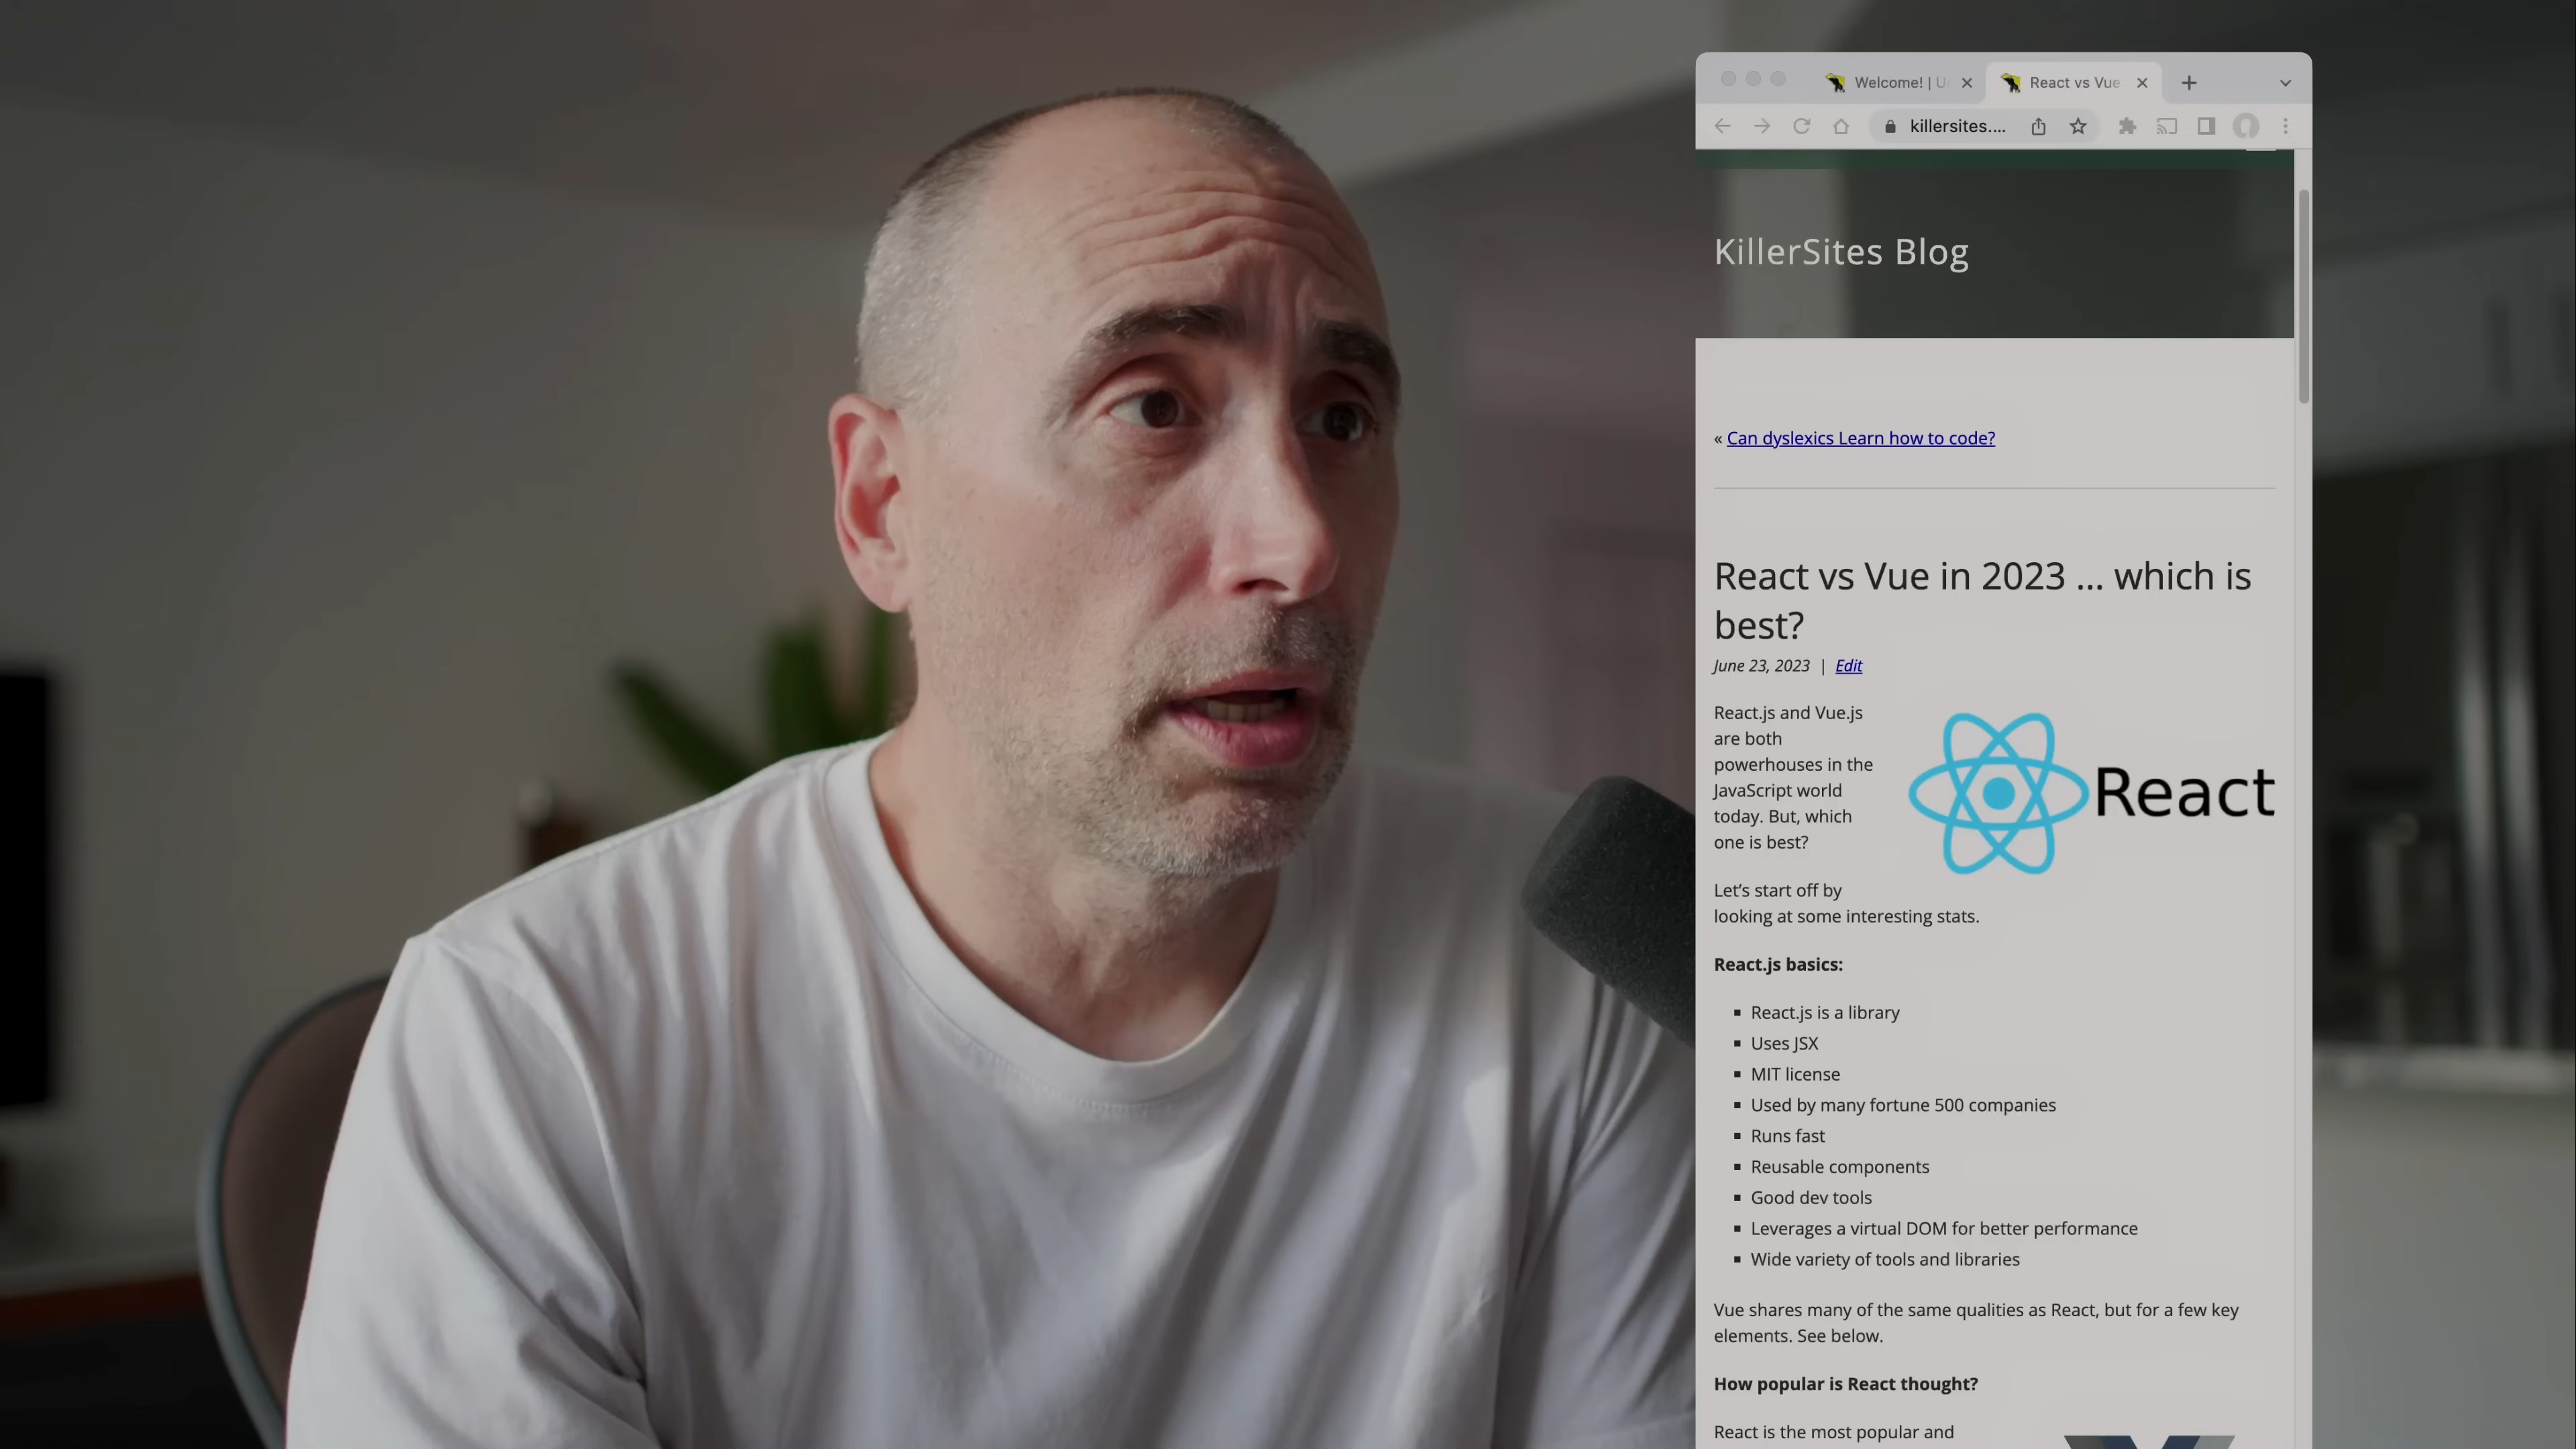 Welcome! | U
React vs Vue
killersites....
KillerSites Blog
« Can dyslexics Learn how to code?
React vs Vue in 2023 ... which is
best?
June 23, 2023 | Edit
React.js and Vue.js
are both
powerhouses in the
JavaScript world
today. But, which
one is best?
React
Let's start off by
looking at some interesting stats.
React.js basics:
▪ React.js is a library
▪ Uses JSX
▪ MIT license
▪ Used by many fortune 500 companies
▪ Runs fast
▪ Reusable components
▪ Good dev tools
▪ Leverages a virtual DOM for better performance
▪ Wide variety of tools and libraries
Vue shares many of the same qualities as React, but for a few key
elements. See below.
How popular is React thought?
React is the most popular and